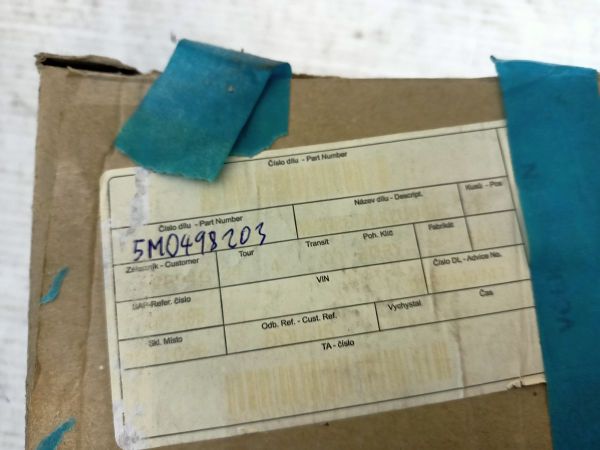 Číslo dílu - Part Number
Číslo dílu - Part Number
Název dílu - Descript.
Kusů - Pos
5M0498203
Zákazník - Customer
Tour
Transit
Poh. Klíč
Fabrikát
SAP-Refer. číslo
VIN
Číslo DL - Advice No.
Skl. Místo
Odb. Ref. - Cust. Ref.
Vychystal
Čas
TA - číslo